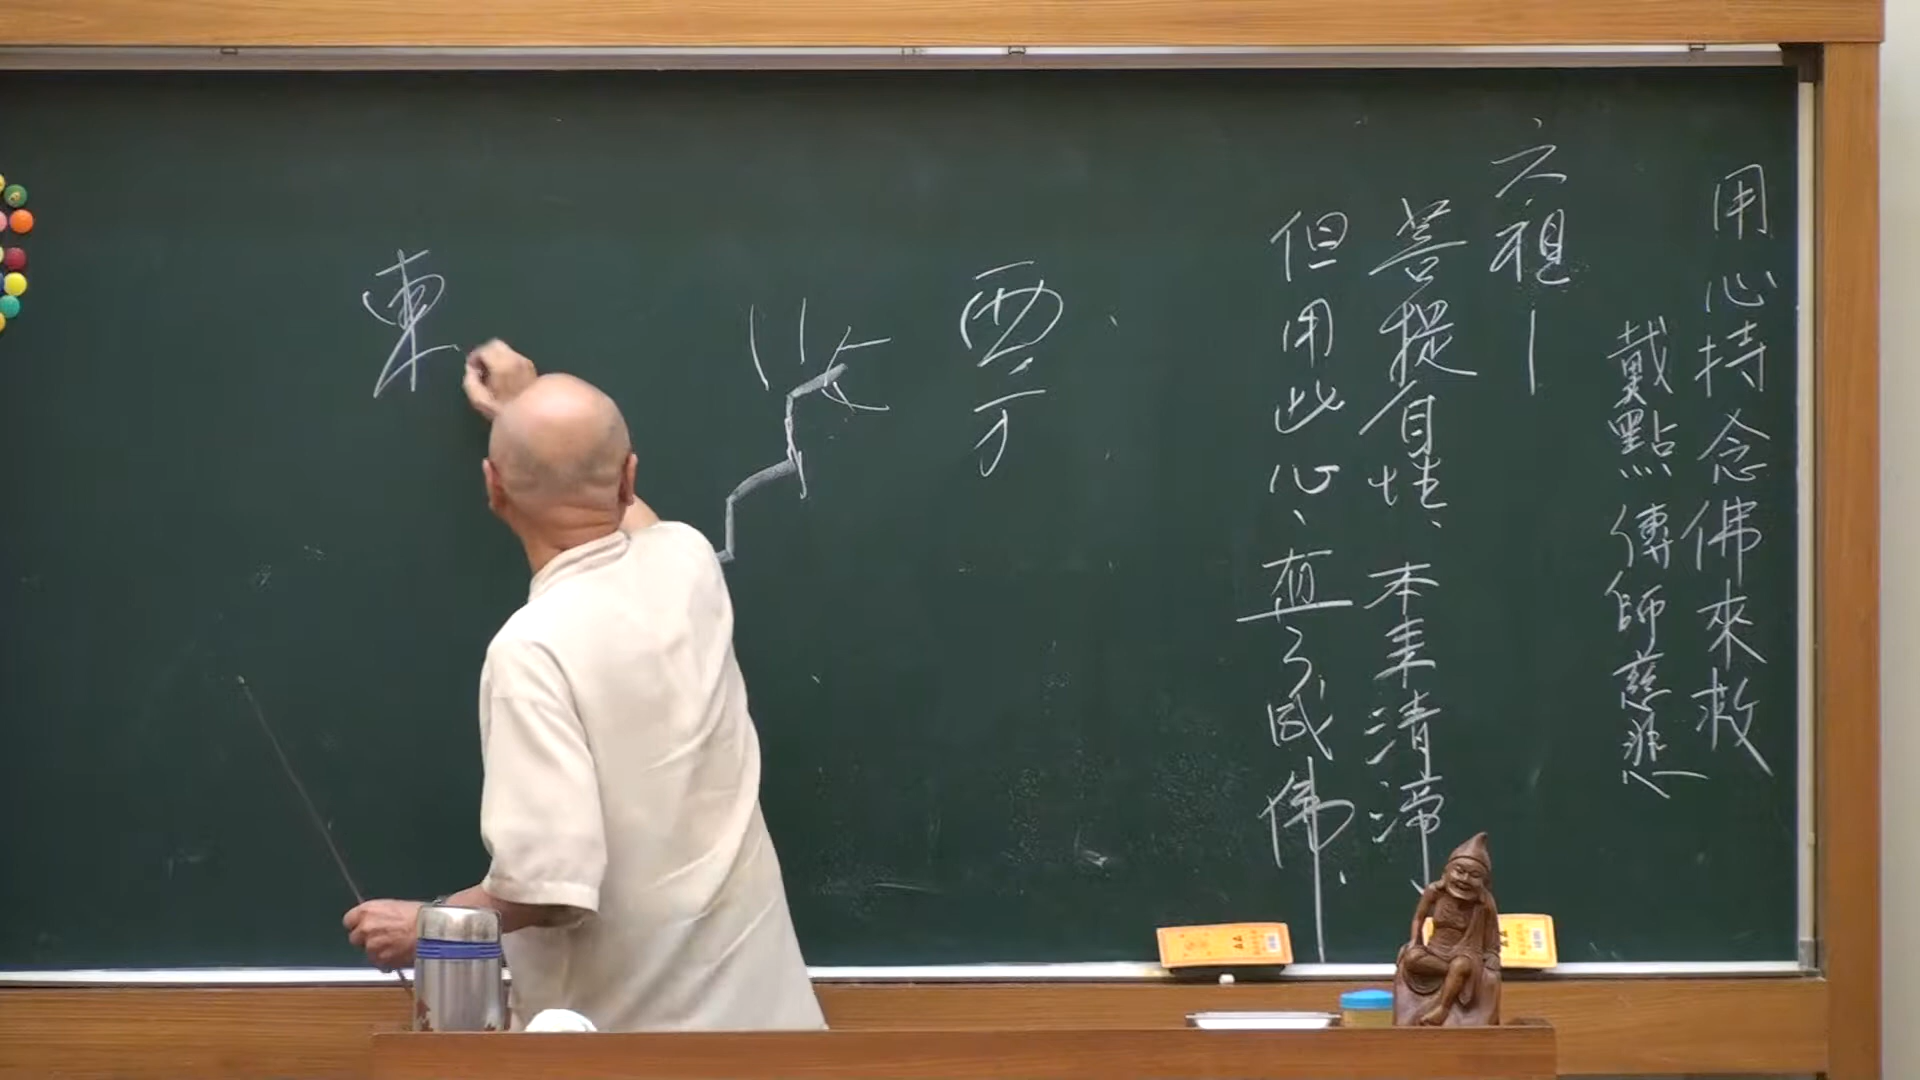 用心持念佛來救
戴點傳師慈悲
六祖
菩提自性、本來清淨、
但用此心、直了成佛、
西方
東